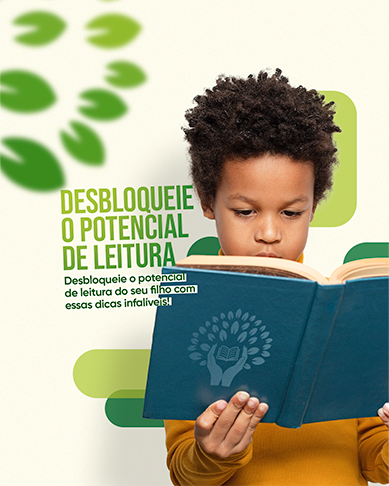 DESBLOQUEIE
O POTENCIAL
DE LEITURA
Desbloqueie o potencial
de leitura do seu filho com
essas dicas infalíveis!